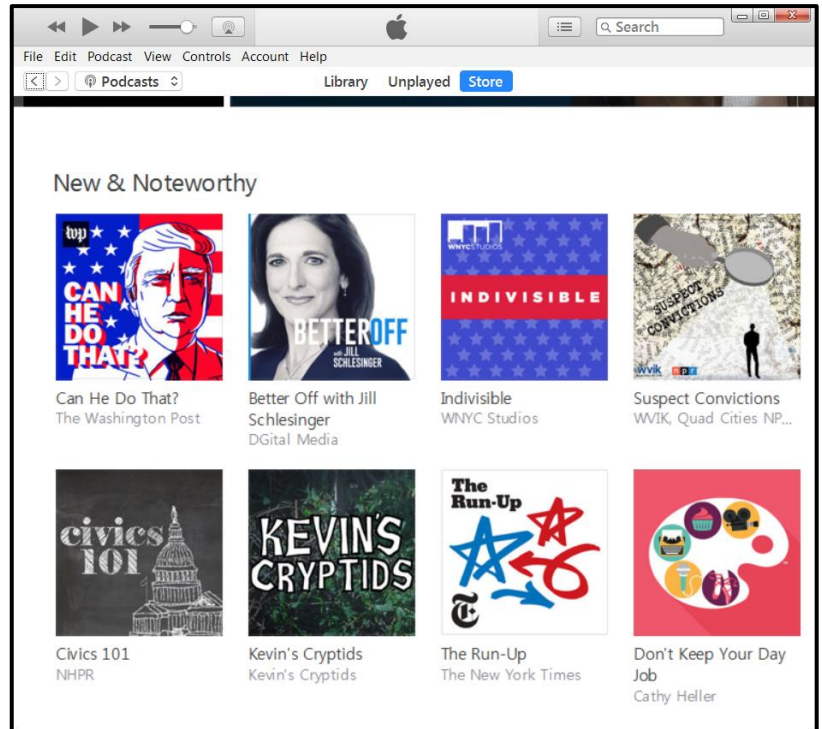 Search
File Edit Podcast View Controls Account Help
< > Podcasts Library Unplayed Store
New & Noteworthy
wp
CAN
HE
DO
THAT?
BETTEROFF
with JILL
SCHLESINGER
WNYCSTUDIOS
INDIVISIBLE
SUSPECT
CONVICTIONS
wvik npr
Can He Do That?
The Washington Post
Better Off with Jill
Schlesinger
DGital Media
Indivisible
WNYC Studios
Suspect Convictions
WVIK, Quad Cities NP...
civics
101
KEVIN'S
CRYPTIDS
The
Run-Up
T
Civics 101
NHPR
Kevin's Cryptids
Kevin's Cryptids
The Run-Up
The New York Times
Don't Keep Your Day
Job
Cathy Heller